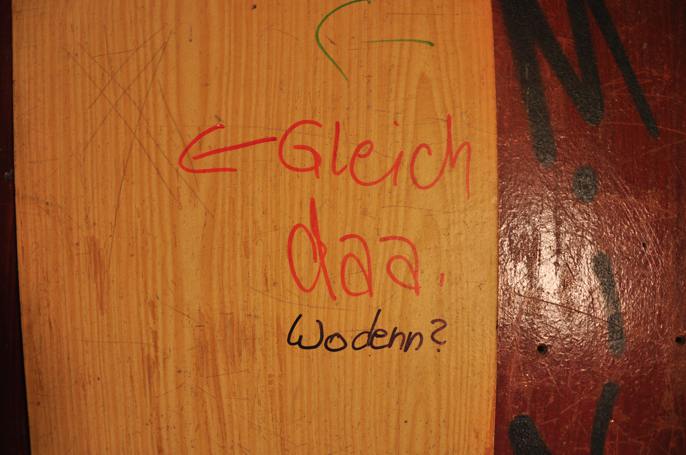 ← Gleich
daa.
Wodenn?